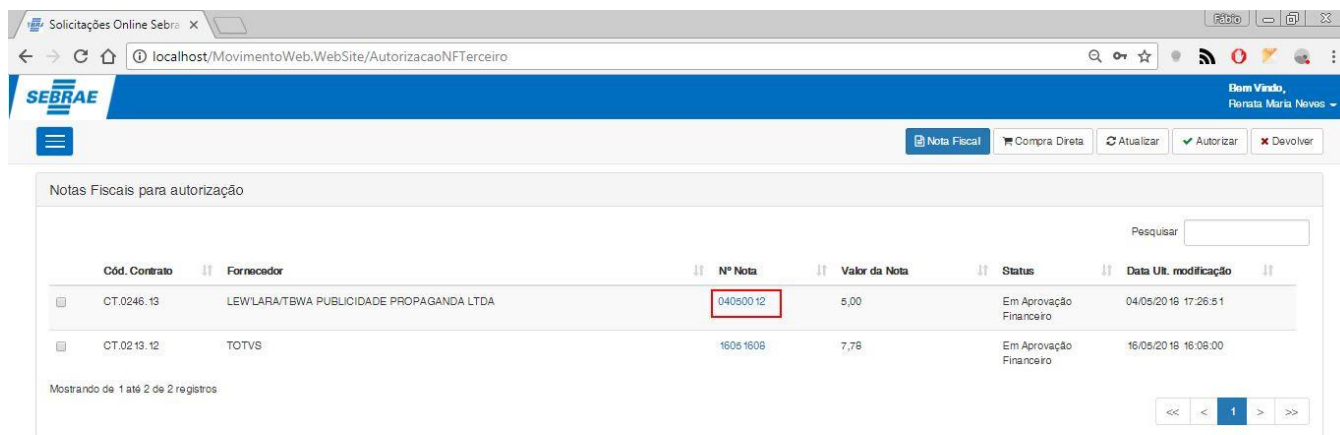 Solicitações Online Sebra
Fábio
localhost/MovimentoWeb.WebSite/AutorizacaoNFTerceiro
SEBRAE
Bem Vindo,
Renata Maria Neves
Nota Fiscal
Compra Direta
Atualizar
Autorizar
Devolver
Notas Fiscais para autorização
Pesquisar
Cód. Contrato Fornecedor Nº Nota Valor da Nota Status Data Ult. modificação
CT.0246.13 LEW'LARA/TBWA PUBLICIDADE PROPAGANDA LTDA 04050012 5,00 Em Aprovação 04/05/2018 17:26:51
Financeiro
CT.0213.12 TOTVS 16051608 7,78 Em Aprovação 16/05/2018 16:08:00
Financeiro
Mostrando de 1 até 2 de 2 registros
<< < 1 > >>